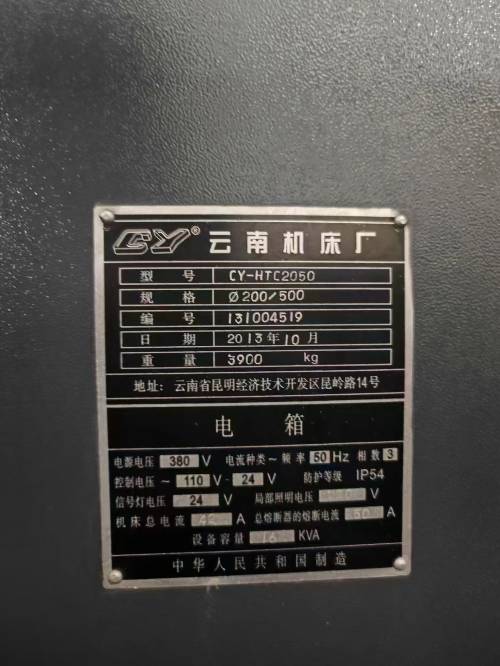 CY® 云南机床厂
型 号 CY-HTC2050
规 格 Ø200/500
编 号 131004519
日 期 2013年10月
重 量 3900 kg
地址: 云南省昆明经济技术开发区昆岭路14号
电 箱
电源电压 380 V 电流种类～ 频率 50 Hz 相数 3
控制电压～ 110 V- 24 V 防护等级 IP54
信号灯电压 24 V 局部照明电压 V
机床总电流 42 A 总熔断器的熔断电流 50 A
设备容量 16 KVA
中华人民共和国制造